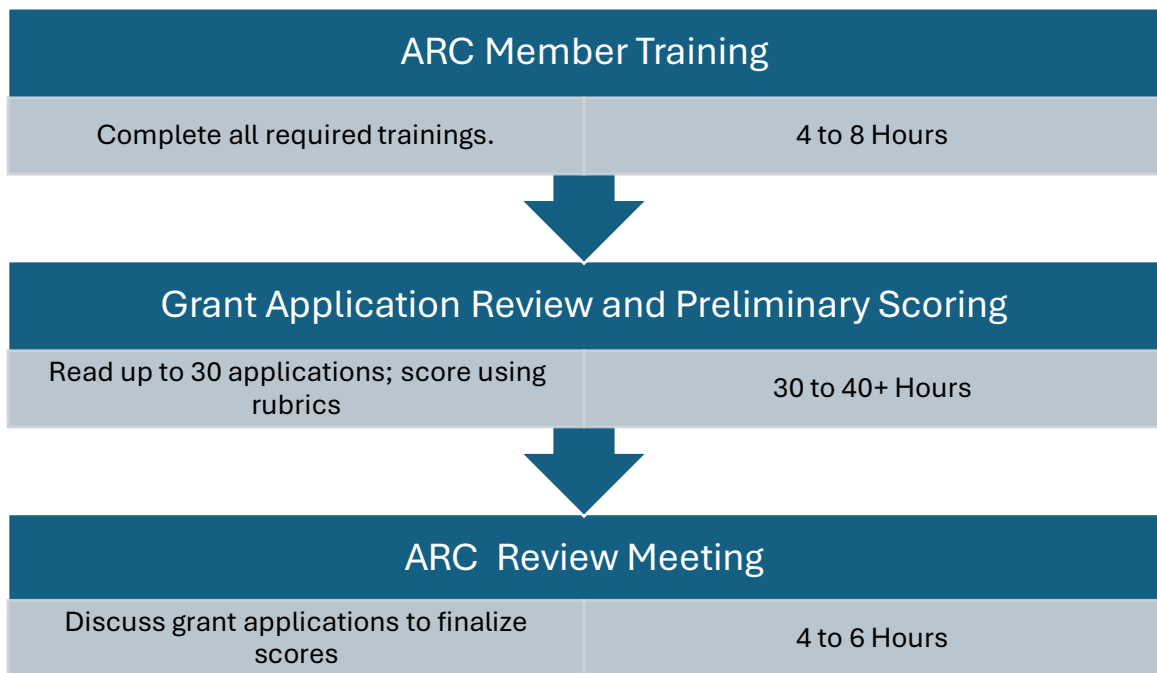 ARC Member Training
Complete all required trainings.
4 to 8 Hours
Grant Application Review and Preliminary Scoring
Read up to 30 applications; score using
rubrics
30 to 40+ Hours
ARC  Review Meeting
Discuss grant applications to finalize
scores
4 to 6 Hours